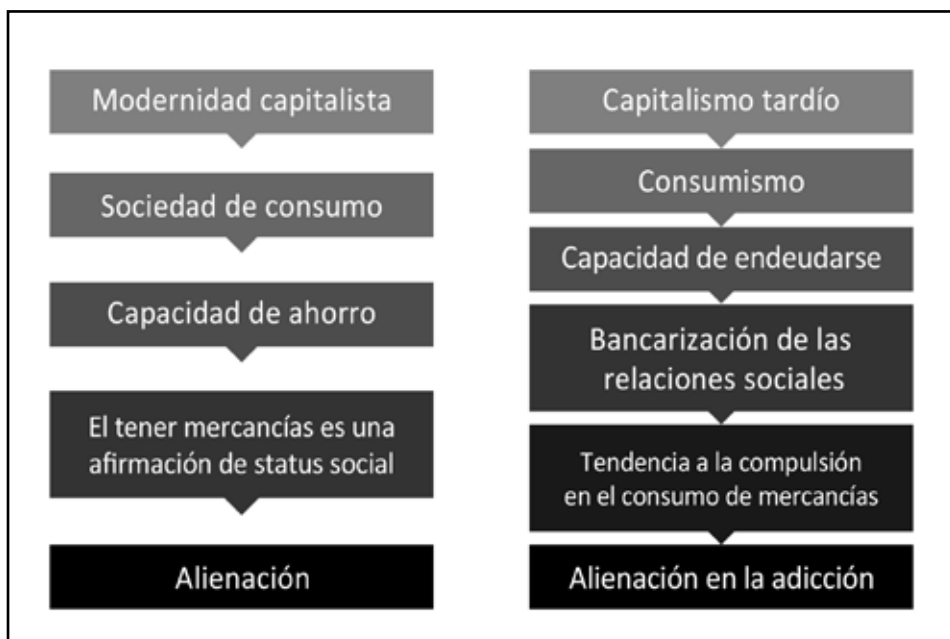 Modernidad capitalista
Sociedad de consumo
Capacidad de ahorro
El tener mercancías es una
afirmación de status social
Alienación
Capitalismo tardío
Consumismo
Capacidad de endeudarse
Bancarización de las
relaciones sociales
Tendencia a la compulsión
en el consumo de mercancías
Alienación en la adicción